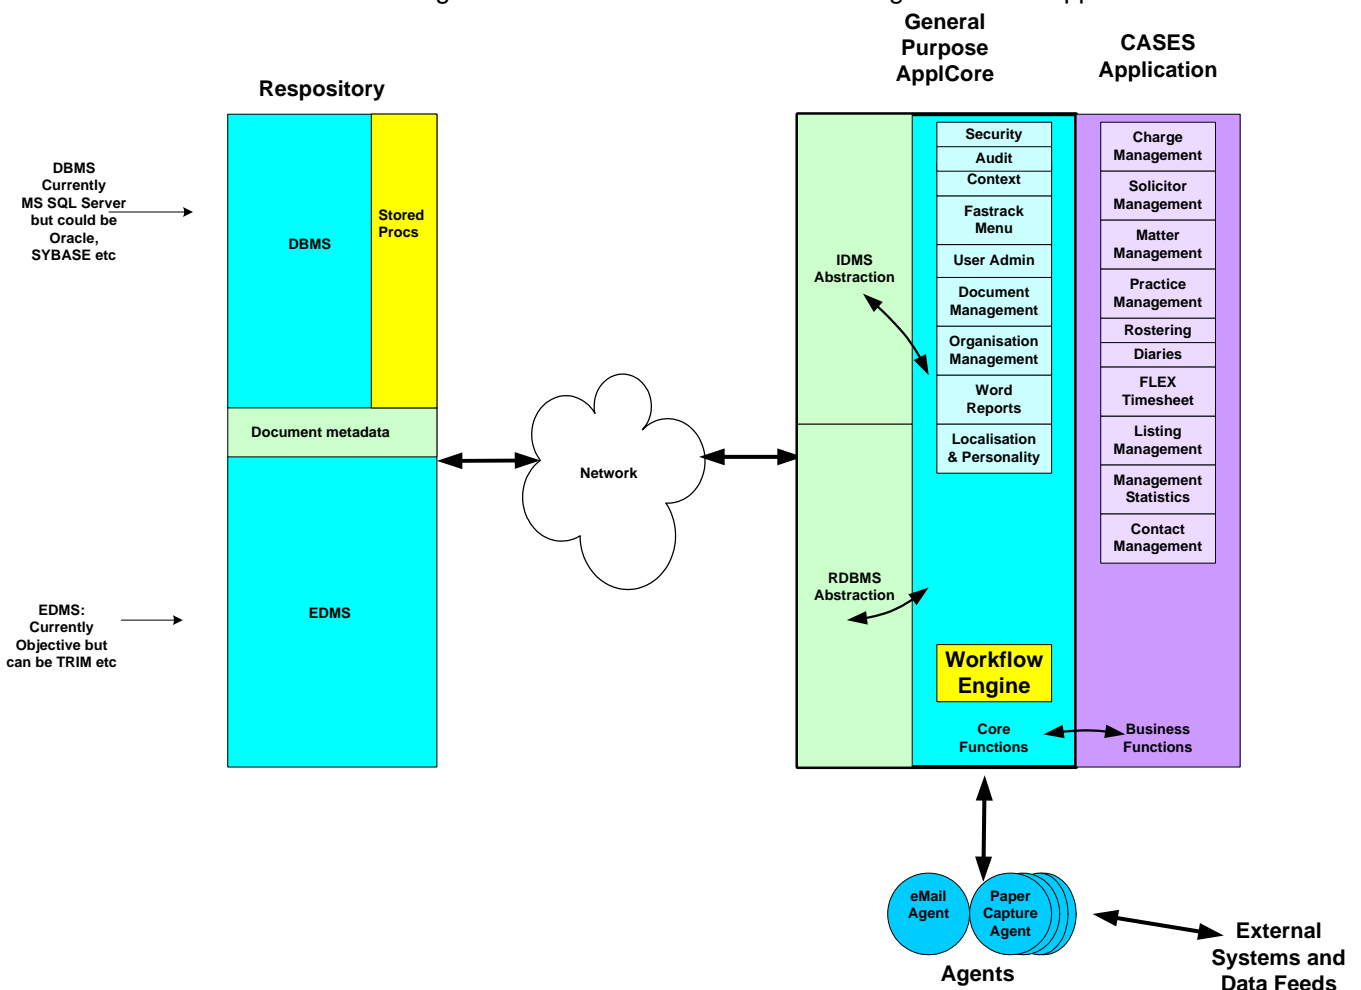 General
Purpose
ApplCore
CASES
Application
Respository
DBMS
Currently
MS SQL Server
but could be
Oracle,
SYBASE etc
DBMS
Stored
Procs
Document metadata
EDMS
EDMS:
Currently
Objective but
can be TRIM etc
Network
IDMS
Abstraction
RDBMS
Abstraction
Security
Audit
Context
Fastrack
Menu
User Admin
Document
Management
Organisation
Management
Word
Reports
Localisation
& Personality
Workflow
Engine
Core
Functions
Charge
Management
Solicitor
Management
Matter
Management
Practice
Management
Rostering
Diaries
FLEX
Timesheet
Listing
Management
Management
Statistics
Contact
Management
Business
Functions
eMail
Agent
Paper
Capture
Agent
Agents
External
Systems and
Data Feeds